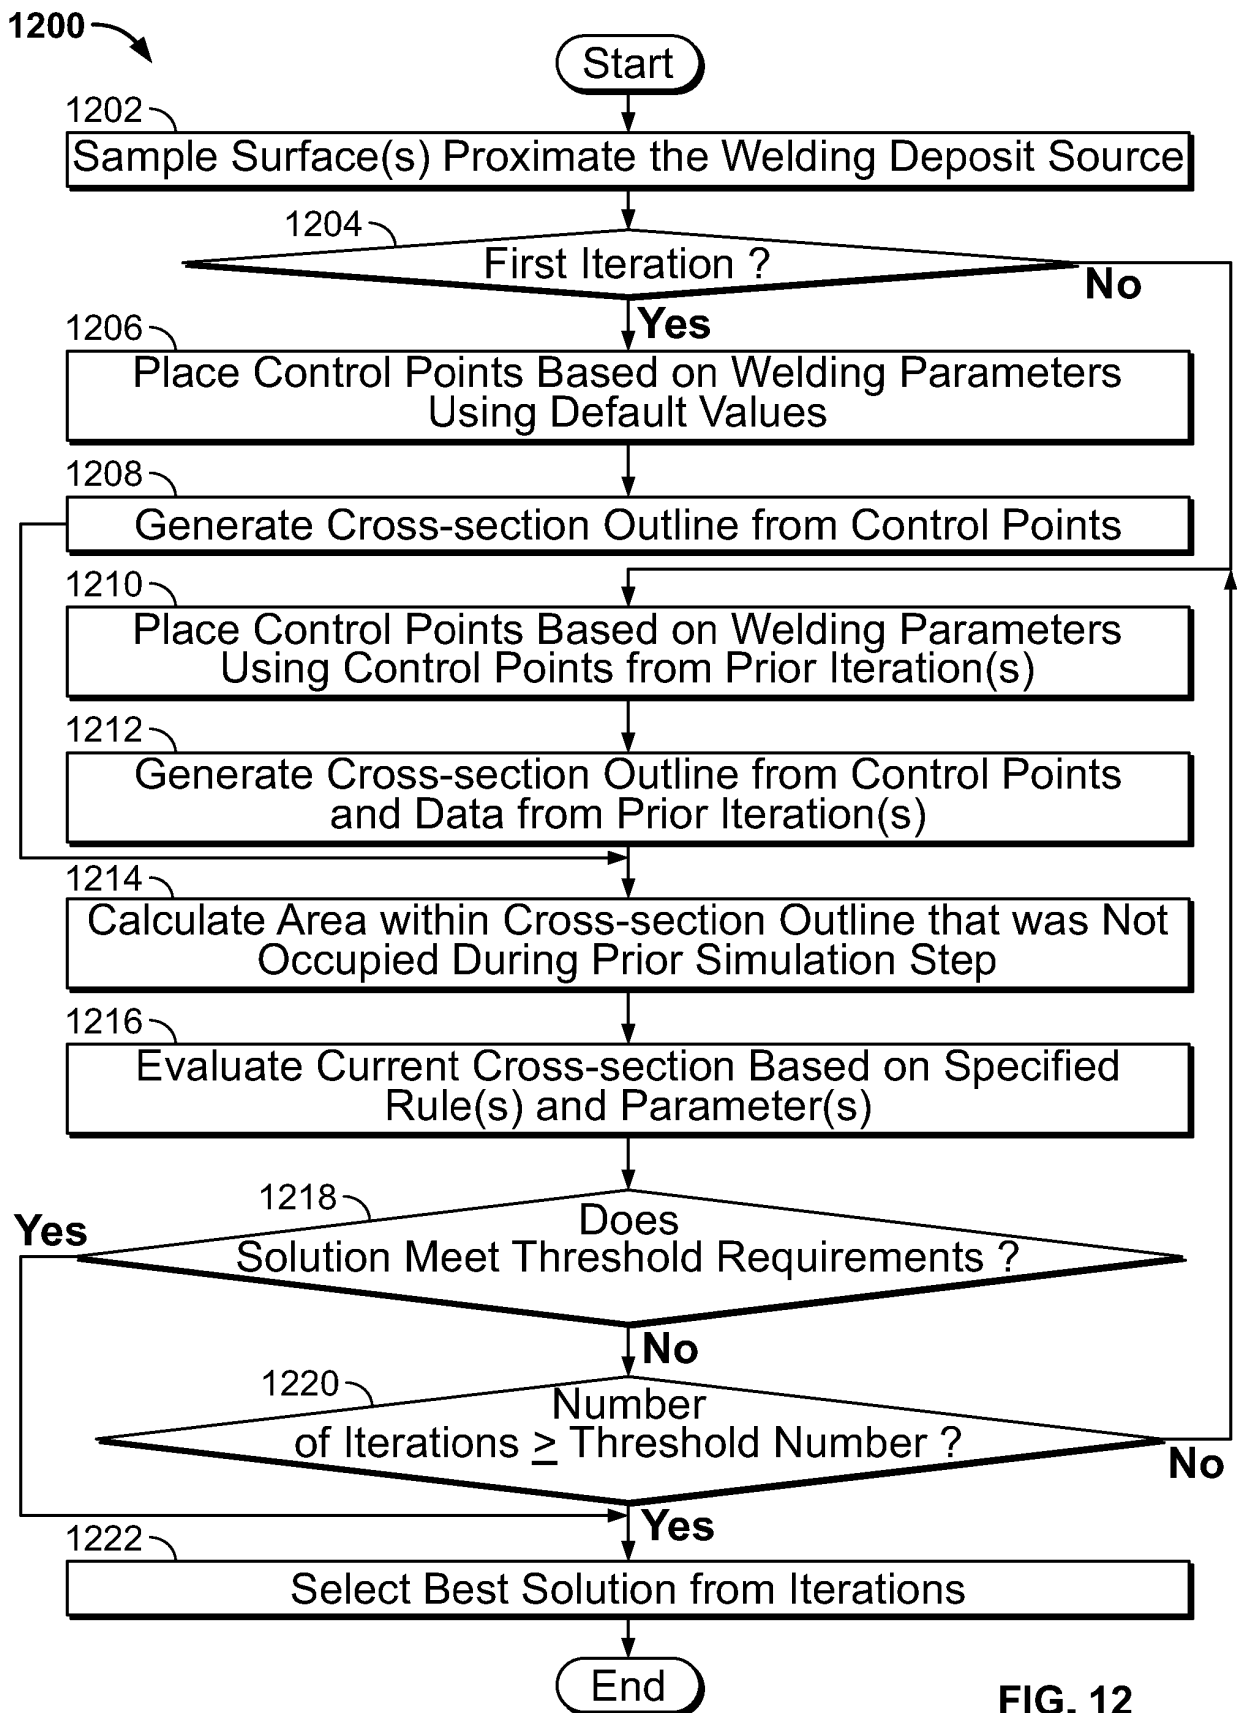 1200
Start
1202
Sample Surface(s) Proximate the Welding Deposit Source
1204
First Iteration ?
No
Yes
1206
Place Control Points Based on Welding Parameters
Using Default Values
1208
Generate Cross-section Outline from Control Points
1210
Place Control Points Based on Welding Parameters
Using Control Points from Prior Iteration(s)
1212
Generate Cross-section Outline from Control Points
and Data from Prior Iteration(s)
1214
Calculate Area within Cross-section Outline that was Not
Occupied During Prior Simulation Step
1216
Evaluate Current Cross-section Based on Specified
Rule(s) and Parameter(s)
1218
Yes
Does
Solution Meet Threshold Requirements ?
No
1220
Number
of Iterations ≥ Threshold Number ?
No
Yes
1222
Select Best Solution from Iterations
End
FIG. 12